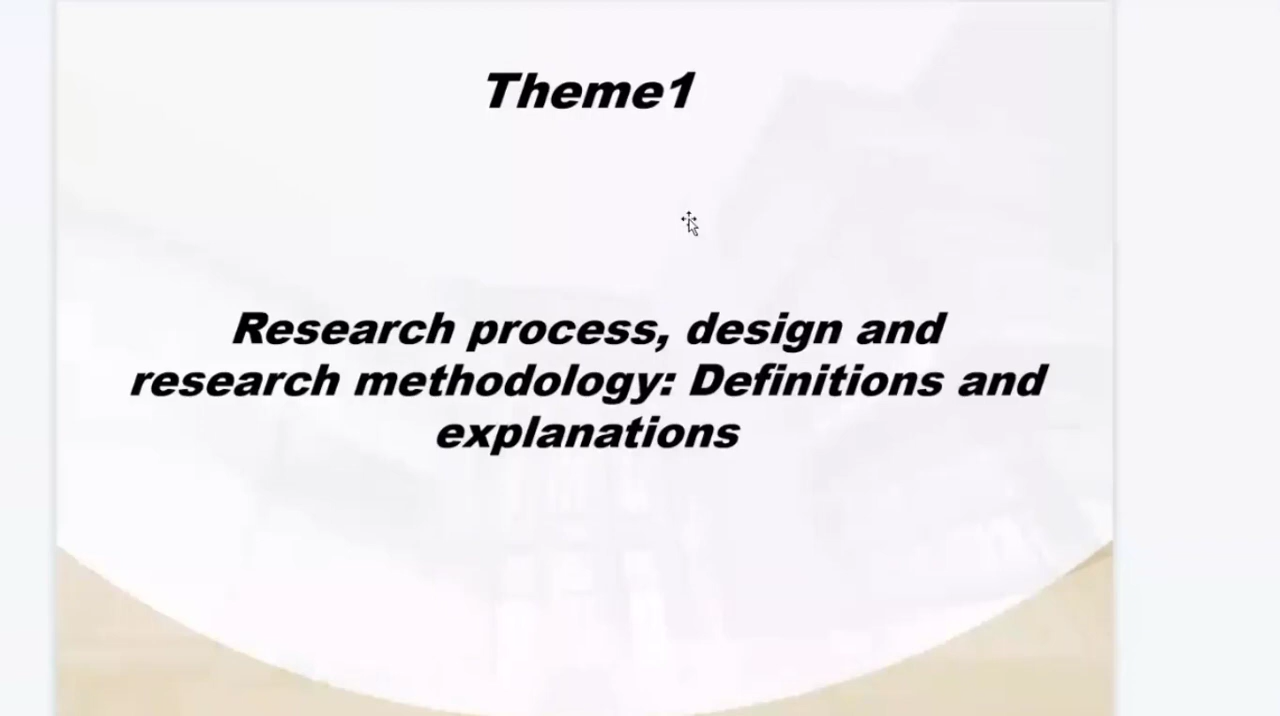 Theme1
Research process, design and
research methodology: Definitions and
explanations